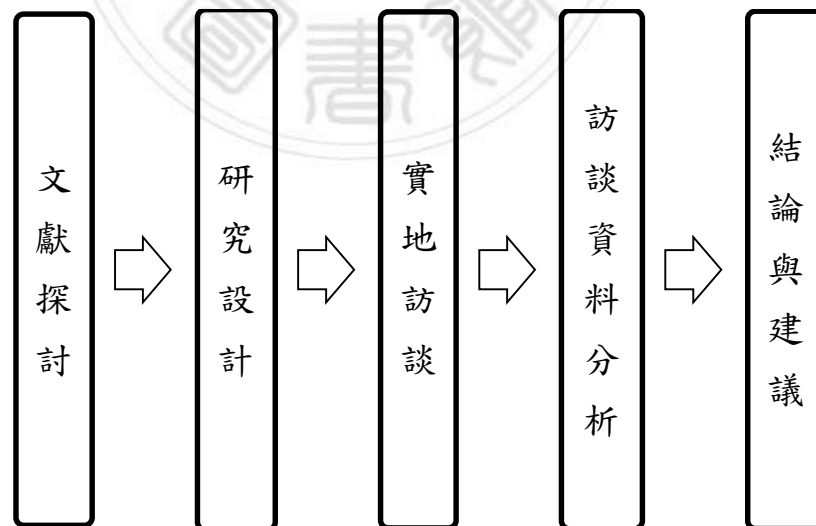 文獻探討
研究設計
實地訪談
訪談資料分析
結論與建議